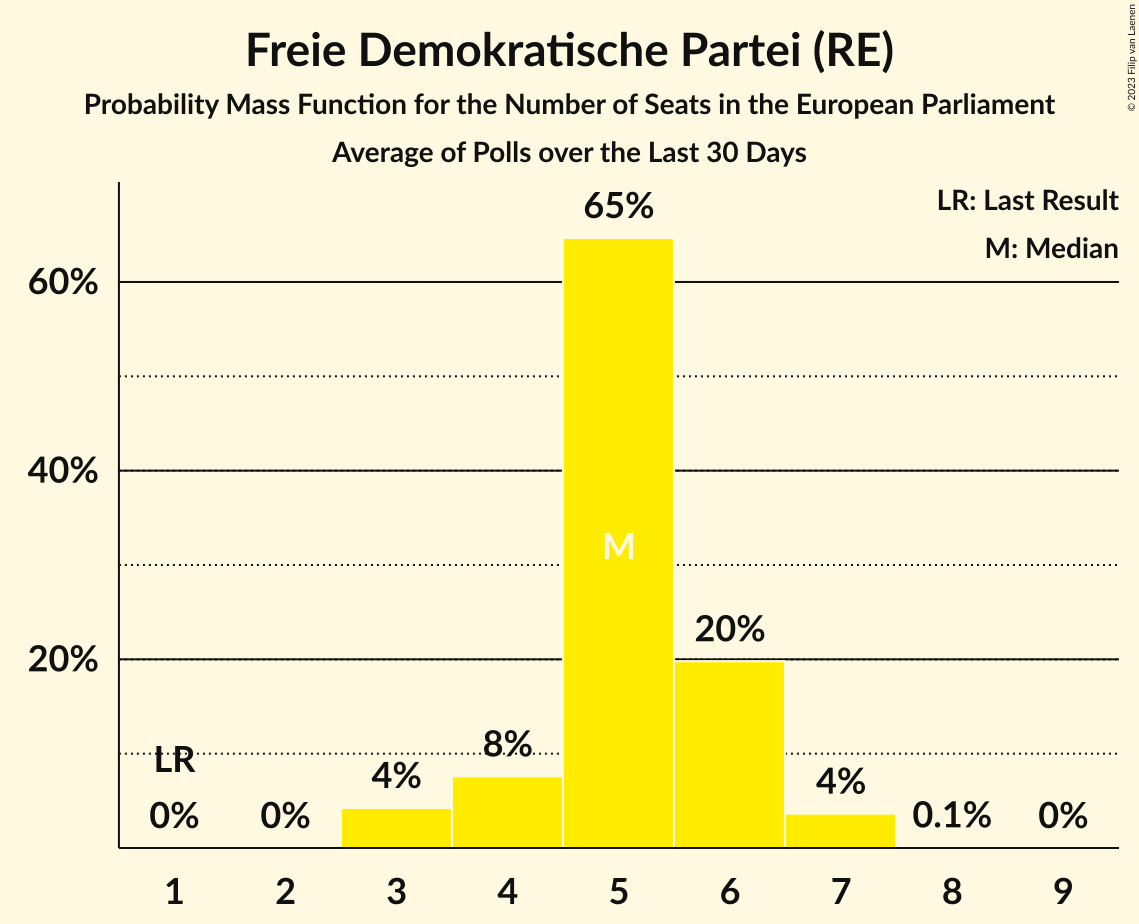 Freie Demokratische Partei (RE)
Probability Mass Function for the Number of Seats in the European Parliament
Average of Polls over the Last 30 Days
© 2023 Filip van Laenen
LR: Last Result
M: Median
65%
60%
40%
M
20%
20%
LR
8%
4%
4%
0%
0%
0.1%
0%
1 2 3 4 5 6 7 8 9